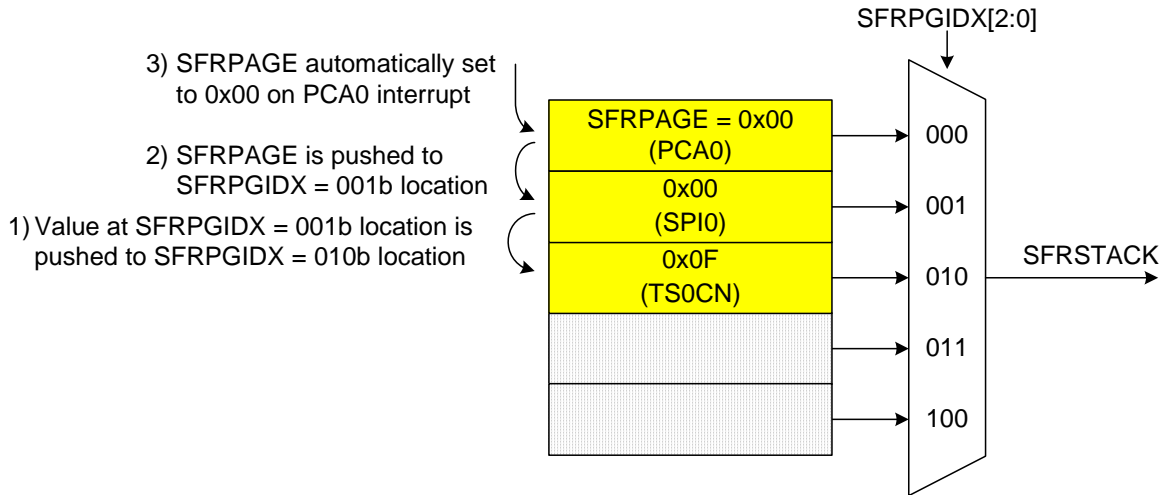 SFRPGIDX[2:0]
3) SFRPAGE automatically set
to 0x00 on PCA0 interrupt
2) SFRPAGE is pushed to
SFRPGIDX = 001b location
1) Value at SFRPGIDX = 001b location is
pushed to SFRPGIDX = 010b location
SFRPAGE = 0x00
(PCA0)
0x00
(SPI0)
0x0F
(TS0CN)
000
001
010
011
100
SFRSTACK